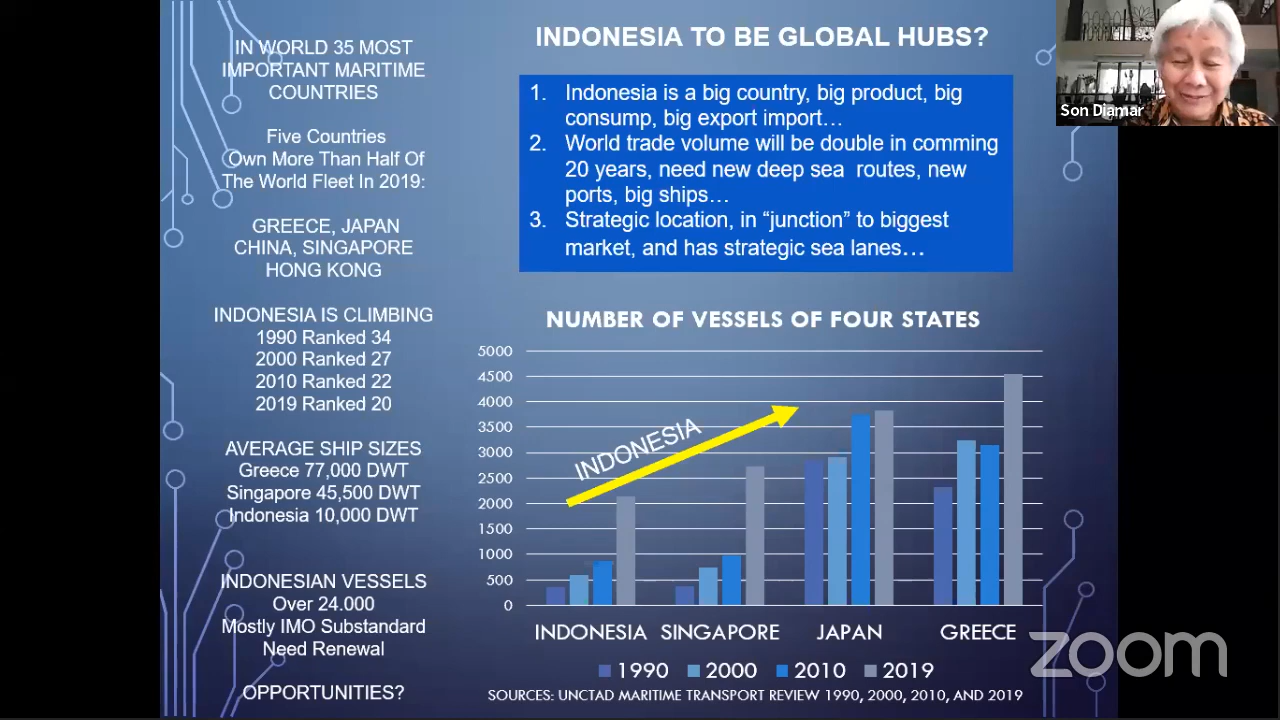 IN WORLD 35 MOST
IMPORTANT MARITIME
COUNTRIES
Five Countries
Own More Than Half Of
The World Fleet In 2019:
GREECE, JAPAN
CHINA, SINGAPORE
HONG KONG
INDONESIA IS CLIMBING
1990 Ranked 34
2000 Ranked 27
2010 Ranked 22
2019 Ranked 20
AVERAGE SHIP SIZES
Greece 77,000 DWT
Singapore 45,500 DWT
Indonesia 10,000 DWT
INDONESIAN VESSELS
Over 24.000
Mostly IMO Substandard
Need Renewal
OPPORTUNITIES?
INDONESIA TO BE GLOBAL HUBS?
1. Indonesia is a big country, big product, big
consump, big export import…
2. World trade volume will be double in comming
20 years, need new deep sea routes, new
ports, big ships…
3. Strategic location, in “junction” to biggest
market, and has strategic sea lanes…
NUMBER OF VESSELS OF FOUR STATES
5000
4500
4000
3500
3000
2500
2000
1500
1000
500
0
INDONESIA
INDONESIA SINGAPORE JAPAN GREECE
1990 2000 2010 2019
SOURCES: UNCTAD MARITIME TRANSPORT REVIEW 1990, 2000, 2010, AND 2019
Son Diamar
zoom